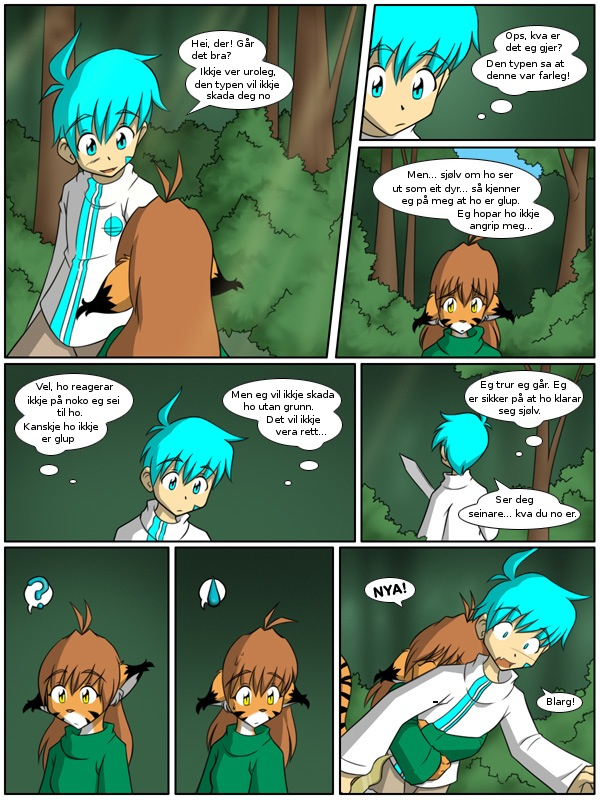 Hei, der! Går
det bra?
Ikkje ver uroleg,
den typen vil ikkje
skada deg no
Ops, kva er
det eg gjer?
Den typen sa at
denne var farleg!
Men... sjølv om ho ser
ut som eit dyr... så kjenner
eg på meg at ho er glup.
Eg hopar ho ikkje
angrip meg...
Vel, ho reagerar
ikkje på noko eg sei
til ho.
Kanskje ho ikkje
er glup
Men eg vil ikkje skada
ho utan grunn.
Det vil ikkje
vera rett...
Eg trur eg går. Eg
er sikker på at ho klarar
seg sjølv.
Ser deg
seinare... kva du no er.
?
NYA!
Blarg!